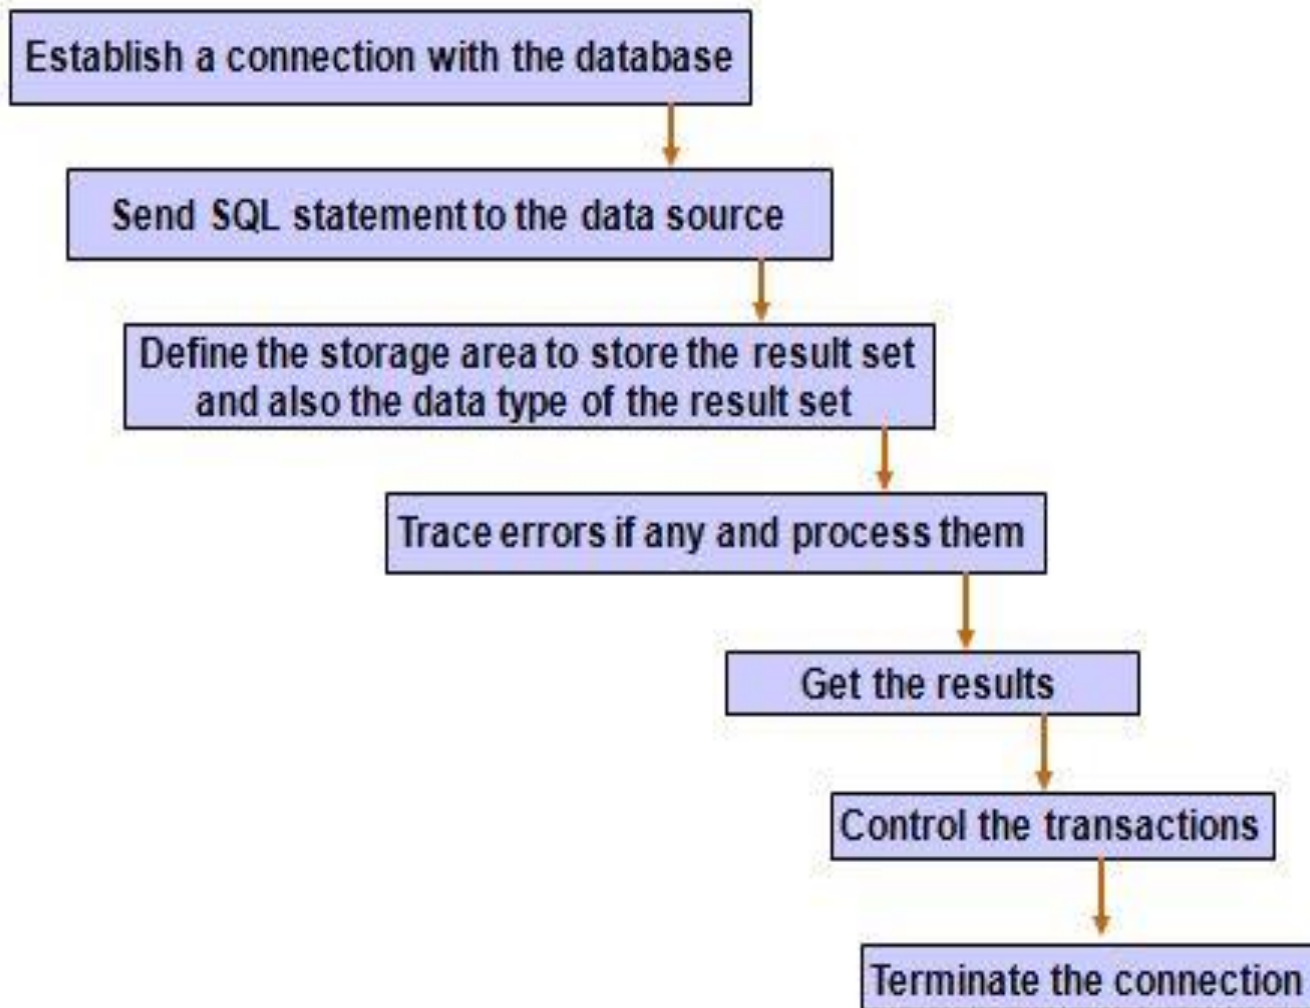 Establish a connection with the database
Send SQL statement to the data source
Define the storage area to store the result set
and also the data type of the result set
Trace errors if any and process them
Get the results
Control the transactions
Terminate the connection